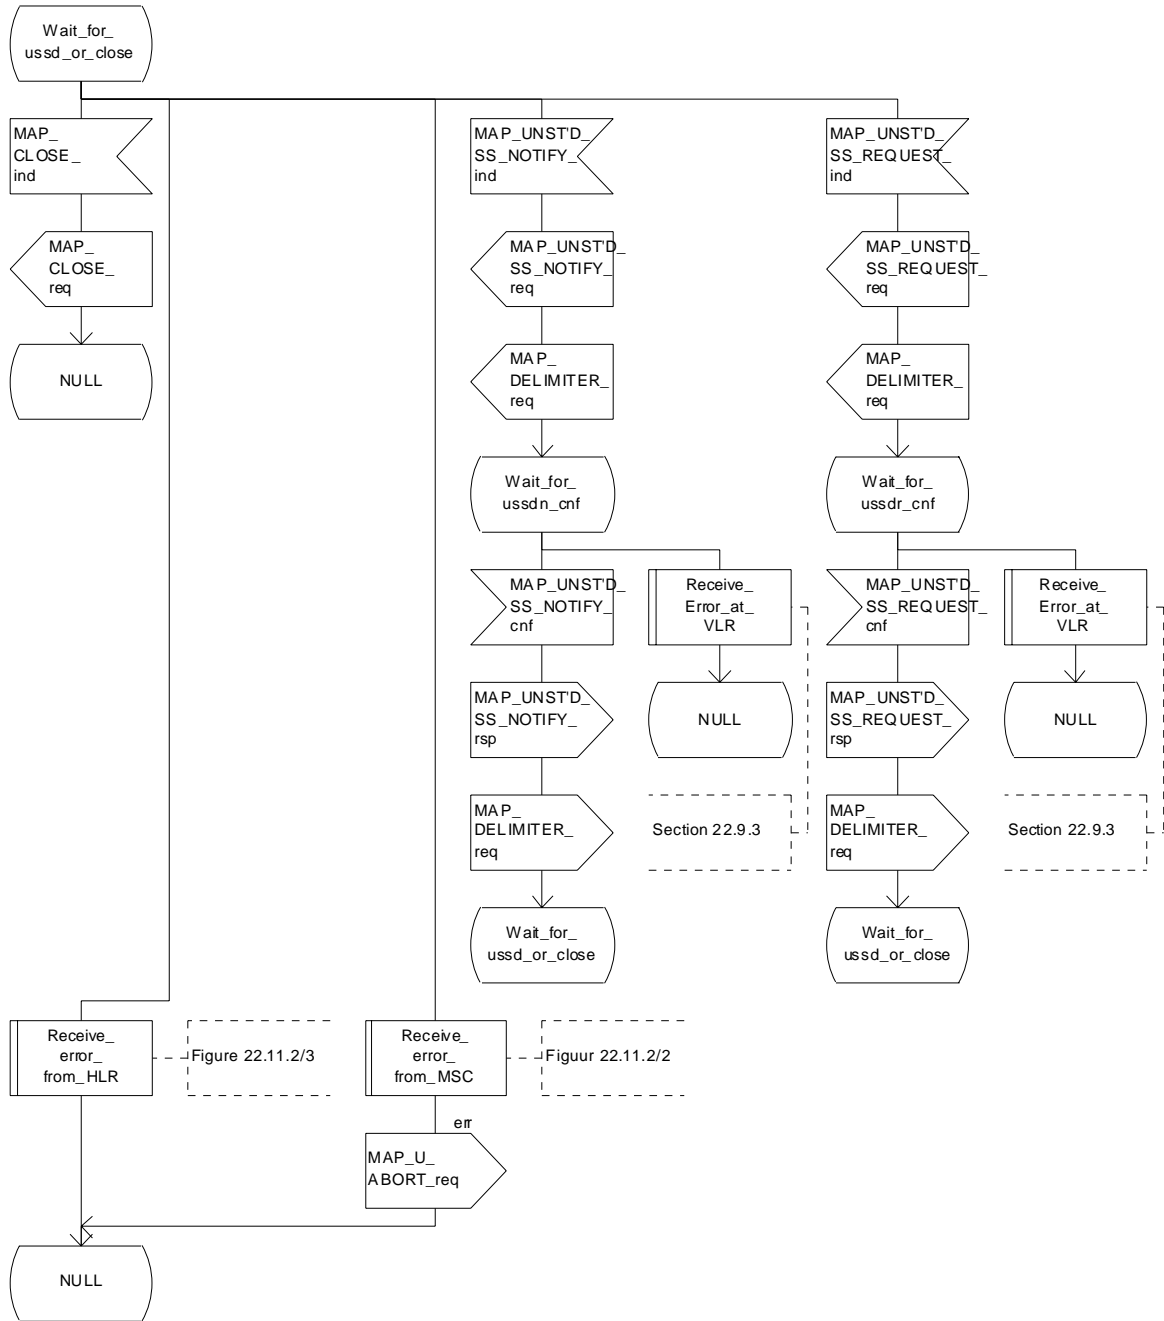 Wait_for_
ussd_or_close
MAP_
CLOSE_
ind
MAP_UNST'D_
SS_NOTIFY_
ind
MAP_UNST'D_
SS_REQUEST_
ind
MAP_
CLOSE_
req
MAP_UNST'D_
SS_NOTIFY_
req
MAP_UNST'D_
SS_REQUEST_
req
NULL
MAP_
DELIMITER_
req
MAP_
DELIMITER_
req
Wait_for_
ussdn_cnf
Wait_for_
ussdr_cnf
MAP_UNST'D_
SS_NOTIFY_
cnf
Receive_
Error_at_
VLR
MAP_UNST'D_
SS_REQUEST_
cnf
Receive_
Error_at_
VLR
MAP_UNST'D_
SS_NOTIFY_
rsp
NULL
MAP_UNST'D_
SS_REQUEST_
rsp
NULL
MAP_
DELIMITER_
req
Section 22.9.3
MAP_
DELIMITER_
req
Section 22.9.3
Wait_for_
ussd_or_close
Wait_for_
ussd_or_close
Receive_
error_
from_HLR
Figure 22.11.2/3
Receive_
error_
from_MSC
Figuur 22.11.2/2
err
MAP_U_
ABORT_req
NULL